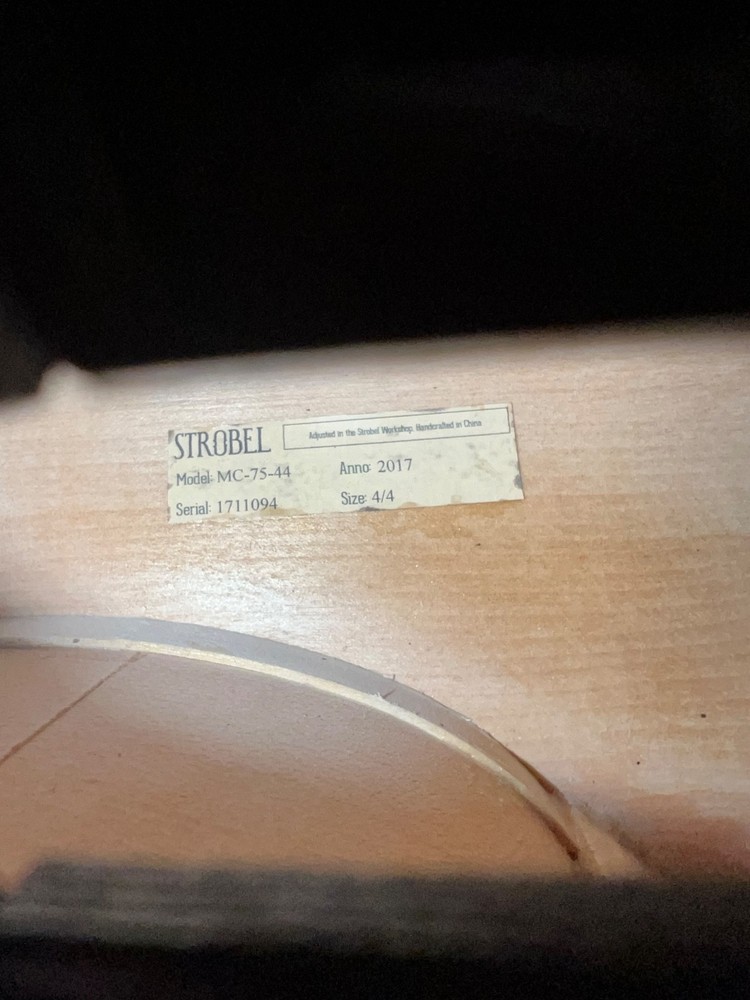 STROBEL
Adjusted in the Strobel Workshop. Handcrafted in China
Model: MC-75-44 Anno: 2017
Serial: 1711094 Size: 4/4